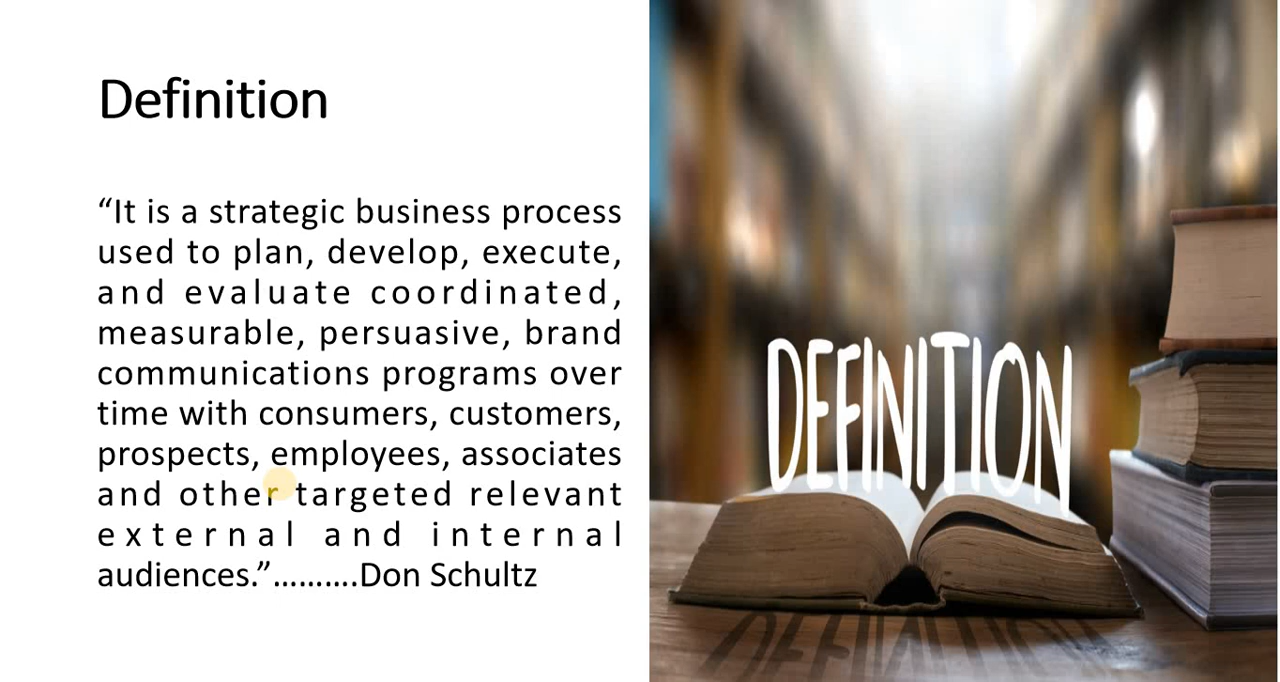 Definition
“It is a strategic business process
used to plan, develop, execute,
and evaluate coordinated,
measurable, persuasive, brand
communications programs over
time with consumers, customers,
prospects, employees, associates
and other targeted relevant
external and internal
audiences.”..........Don Schultz
DEFINITION